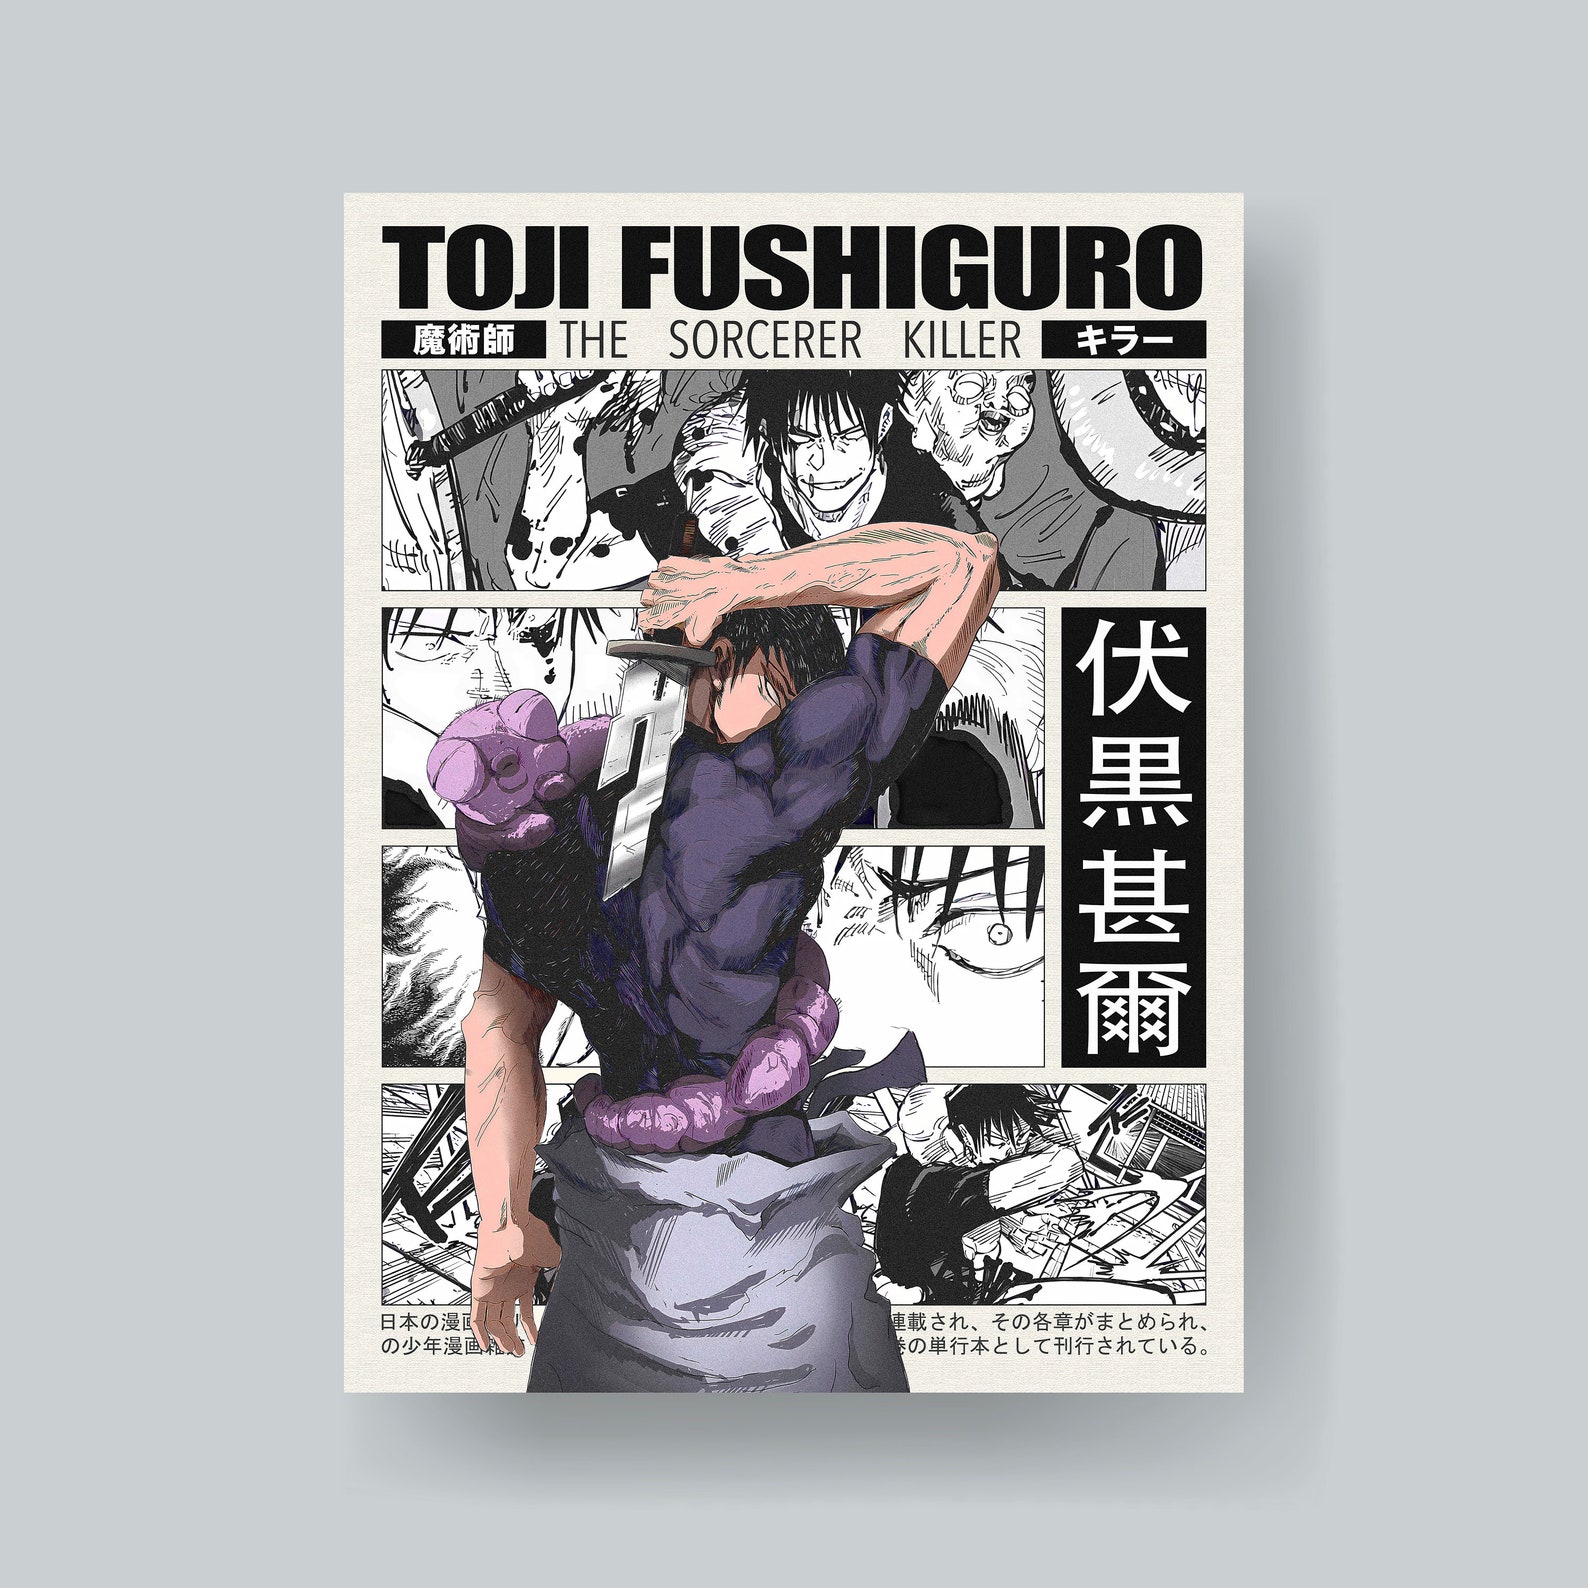 TOJI FUSHIGURO
魔術師 THE SORCERER KILLER キラー
伏黒甚爾
日本の漫画 連載され、その各章がまとめられ、
の少年漫画雑 の単行本として刊行されている。